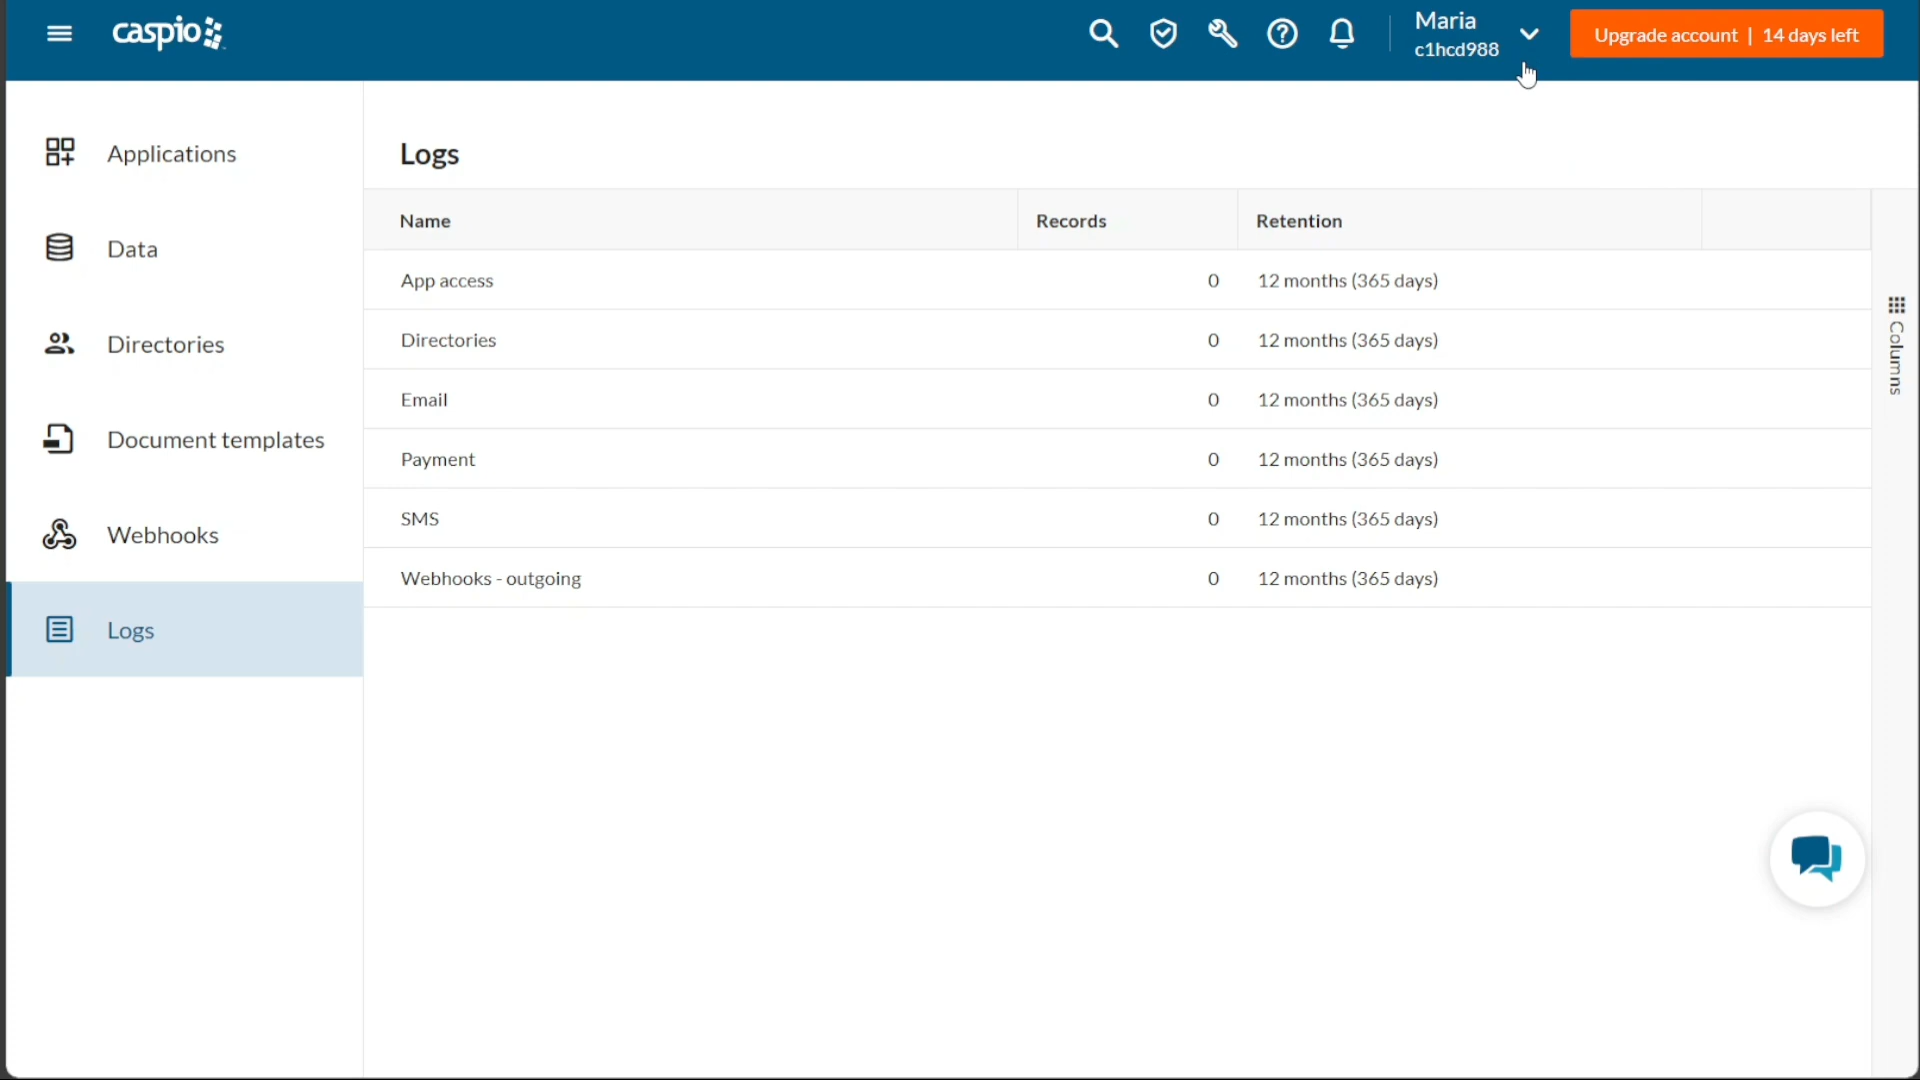 caspio
Maria
c1hcd988
Upgrade account | 14 days left
Applications
Data
Directories
Document templates
Webhooks
Logs
Logs
Name Records Retention
App access 0 12 months (365 days)
Directories 0 12 months (365 days)
Email 0 12 months (365 days)
Payment 0 12 months (365 days)
SMS 0 12 months (365 days)
Webhooks - outgoing 0 12 months (365 days)
Columns